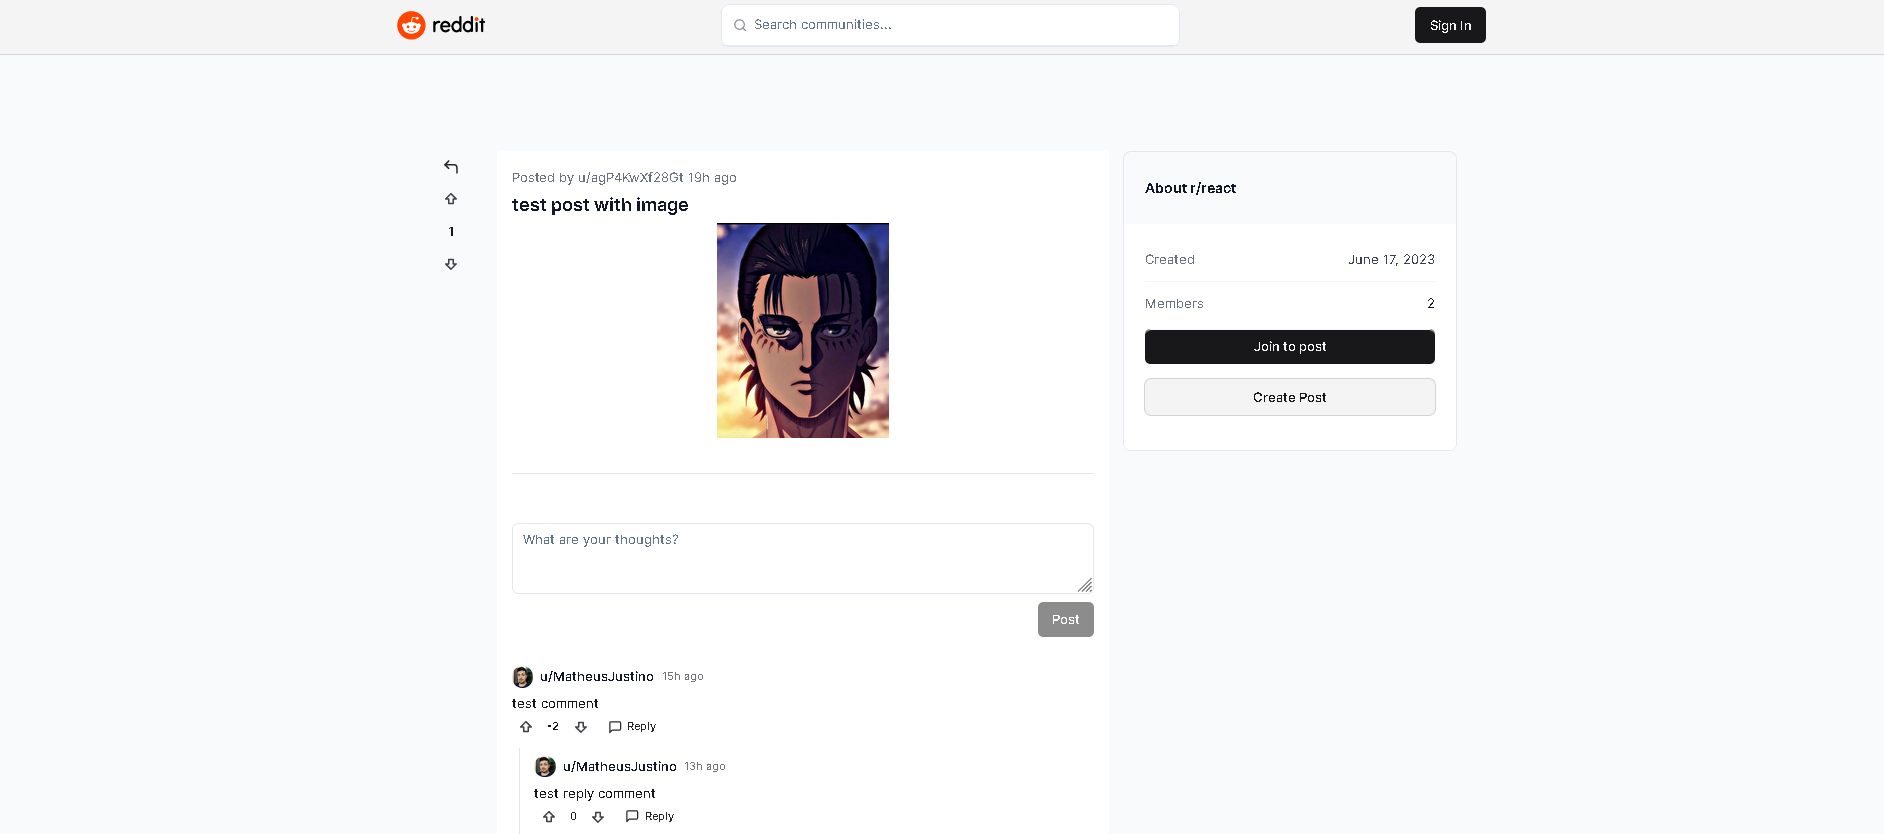 reddit
Search communities...
Sign In
Posted by u/agP4KwXf28Gt 19h ago
test post with image
1
About r/react
Created June 17, 2023
Members 2
Join to post
Create Post
What are your thoughts?
Post
u/MatheusJustino 15h ago
test comment
-2 Reply
u/MatheusJustino 13h ago
test reply comment
0 Reply